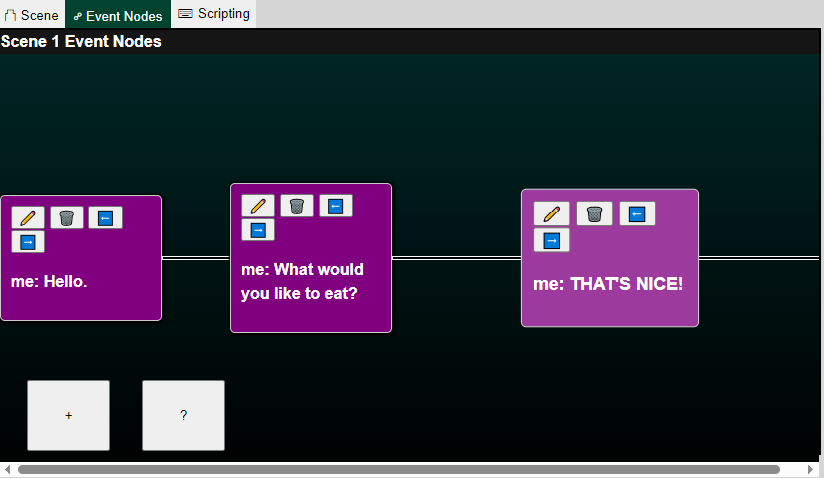 Scene
Event Nodes
Scripting
Scene 1 Event Nodes
me: Hello.
me: What would
you like to eat?
me: THAT'S NICE!
+
?